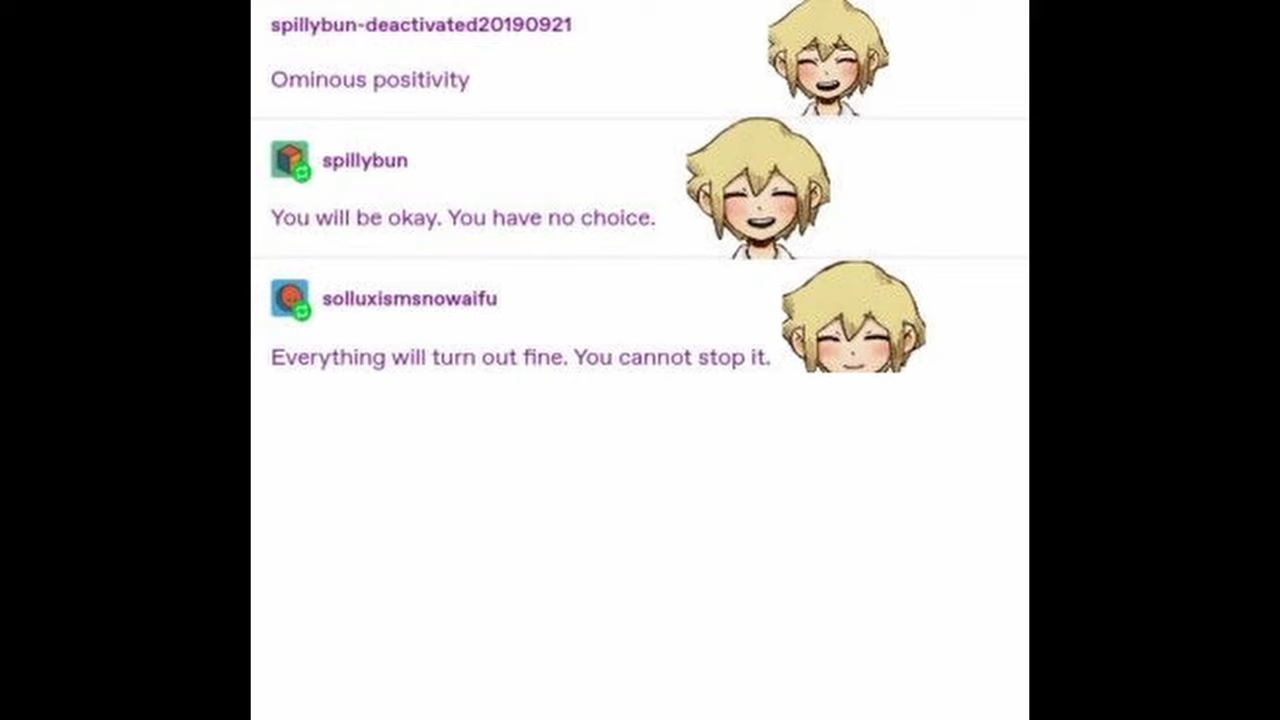 spillybun-deactivated20190921
Ominous positivity
spillybun
You will be okay. You have no choice.
solluxismsnowaifu
Everything will turn out fine. You cannot stop it.